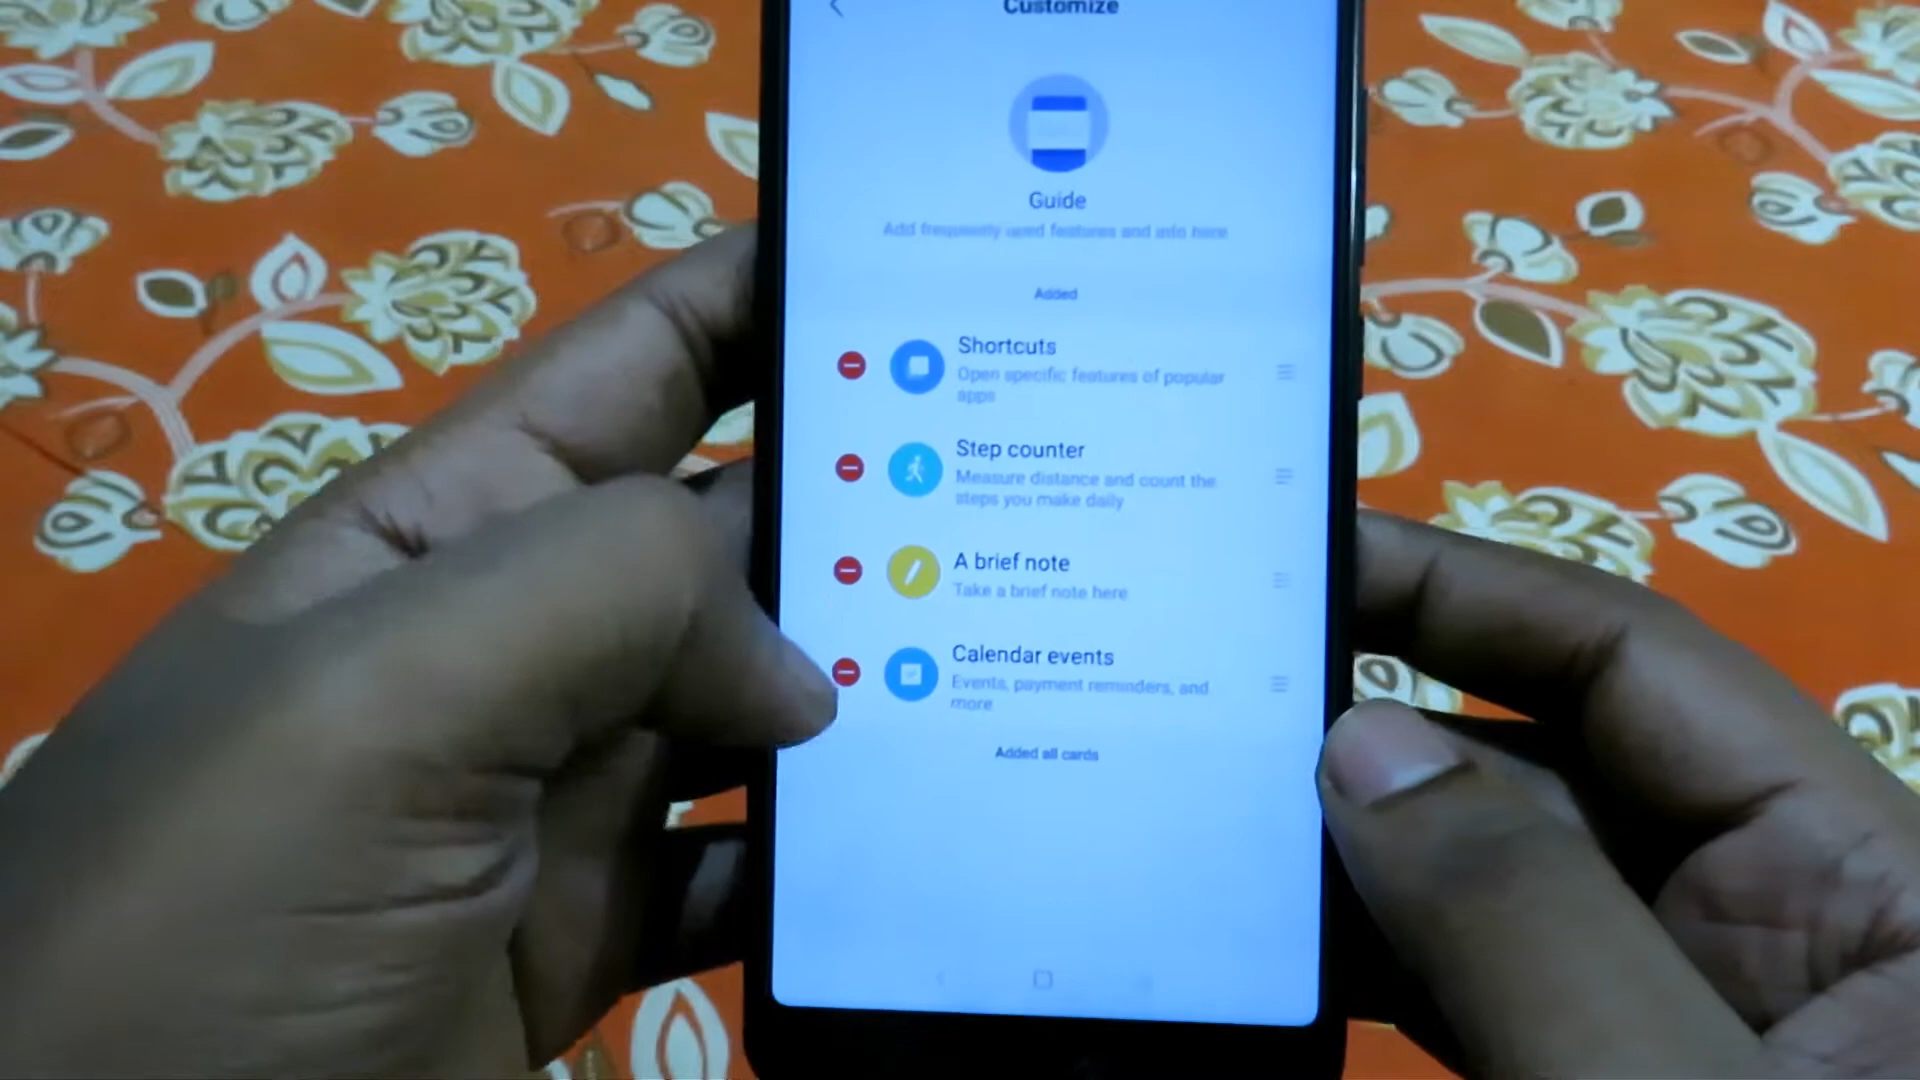 Customize
Guide
Add frequently used features and info here
Added
Shortcuts
Open specific features of popular
apps
Step counter
Measure distance and count the
steps you make daily
A brief note
Take a brief note here
Calendar events
Events, payment reminders, and
more
Added all cards